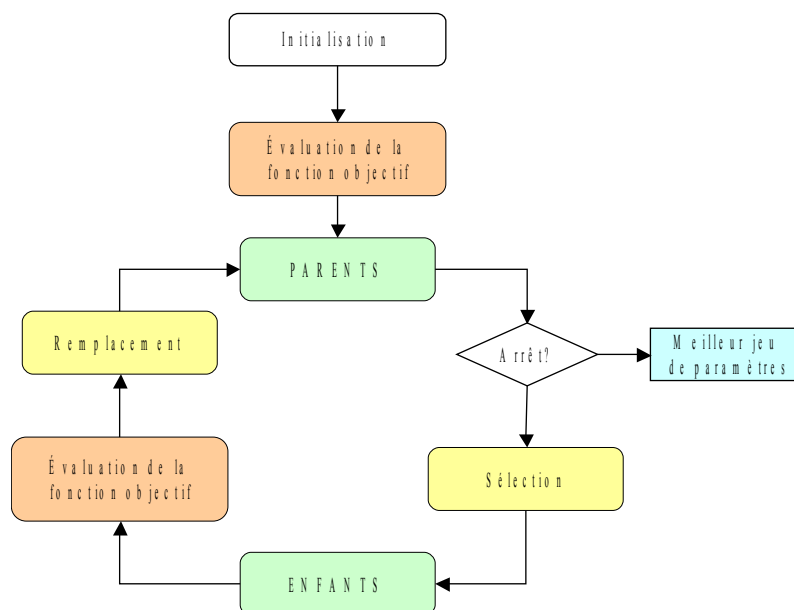 Initialisation
Évaluation de la
fonction objectif
PARENTS
Remplacement
Arrêt?
Meilleur jeu
de paramètres
Évaluation de la
fonction objectif
Sélection
ENFANTS